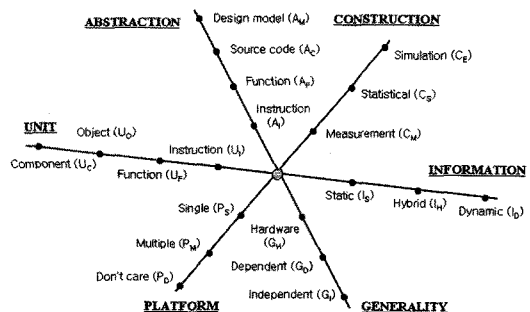 ABSTRACTION
Design model (A_M)
Source code (A_C)
Function (A_F)
Instruction
(A_I)
CONSTRUCTION
Simulation (C_E)
Statistical (C_S)
Measurement (C_M)
UNIT
Object (U_O)
Component (U_C)
Instruction (U_I)
Function (U_F)
INFORMATION
Static (I_S)
Hybrid (I_H)
Dynamic (I_D)
Single (P_S)
Multiple (P_M)
Don't care (P_D)
PLATFORM
Hardware
(G_H)
Dependent (G_D)
Independent (G_I)
GENERALITY